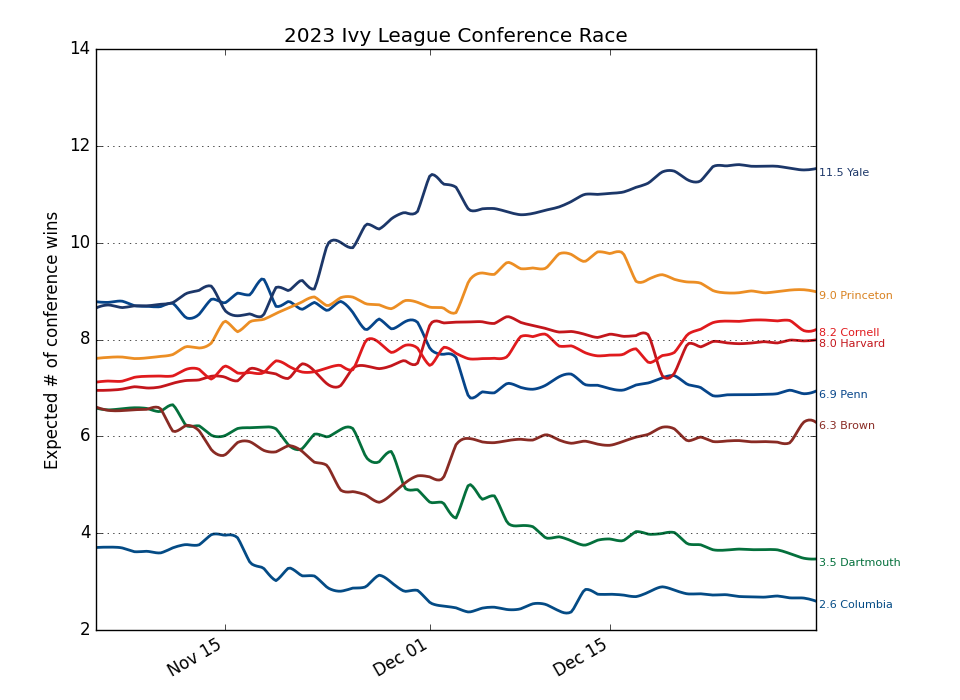 2023 Ivy League Conference Race
Expected # of conference wins
14
12
10
8
6
4
2
11.5 Yale
9.0 Princeton
8.2 Cornell
8.0 Harvard
6.9 Penn
6.3 Brown
3.5 Dartmouth
2.6 Columbia
Nov 15
Dec 01
Dec 15